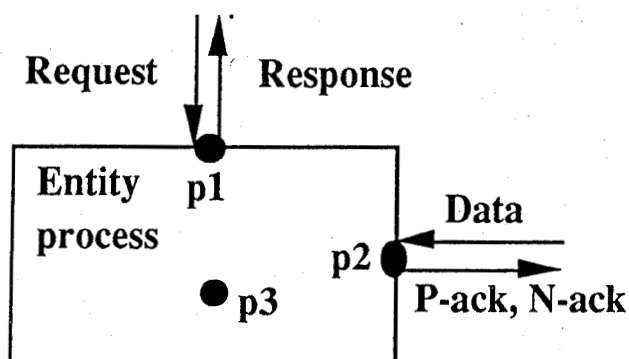 Request
Response
Entity
process
p1
Data
p2
P-ack, N-ack
p3